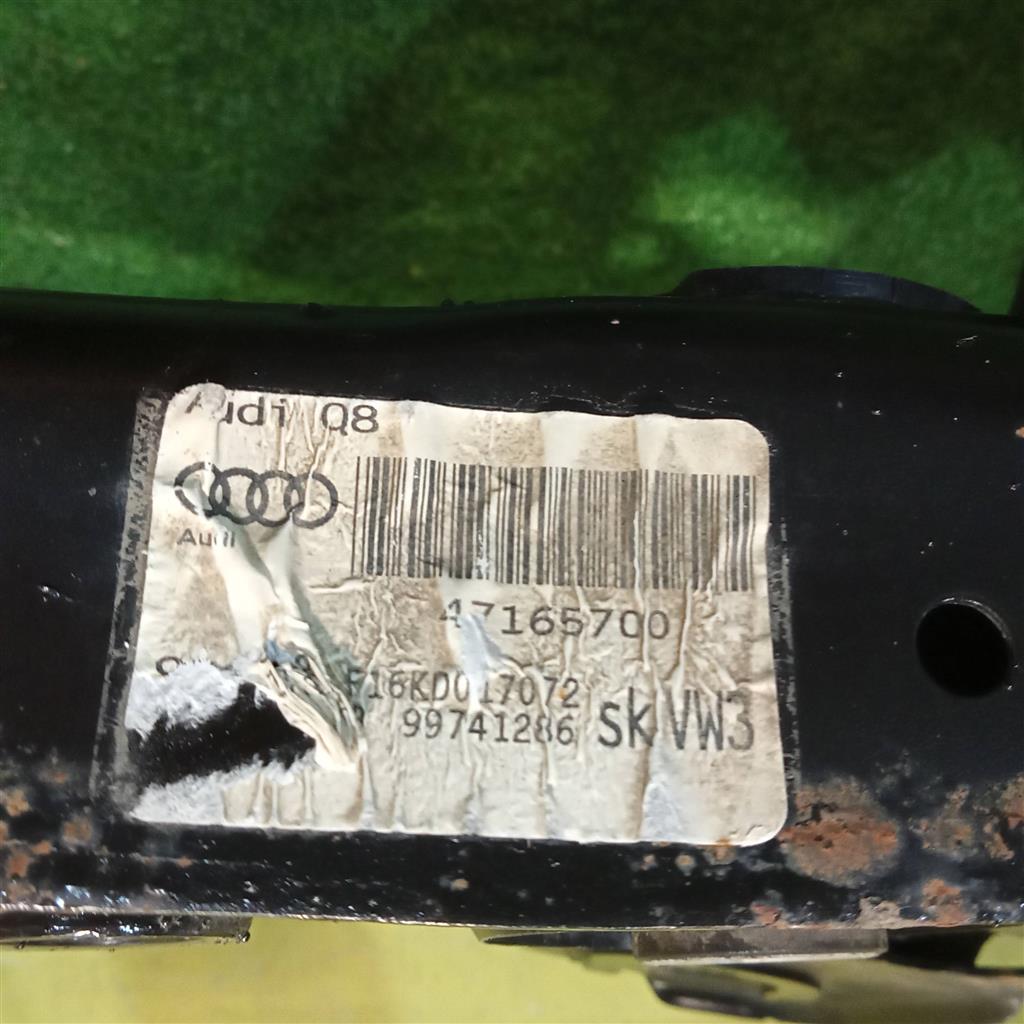 Audi Q8
Audi
47165700
F16KD017072
99741286 SK VW3